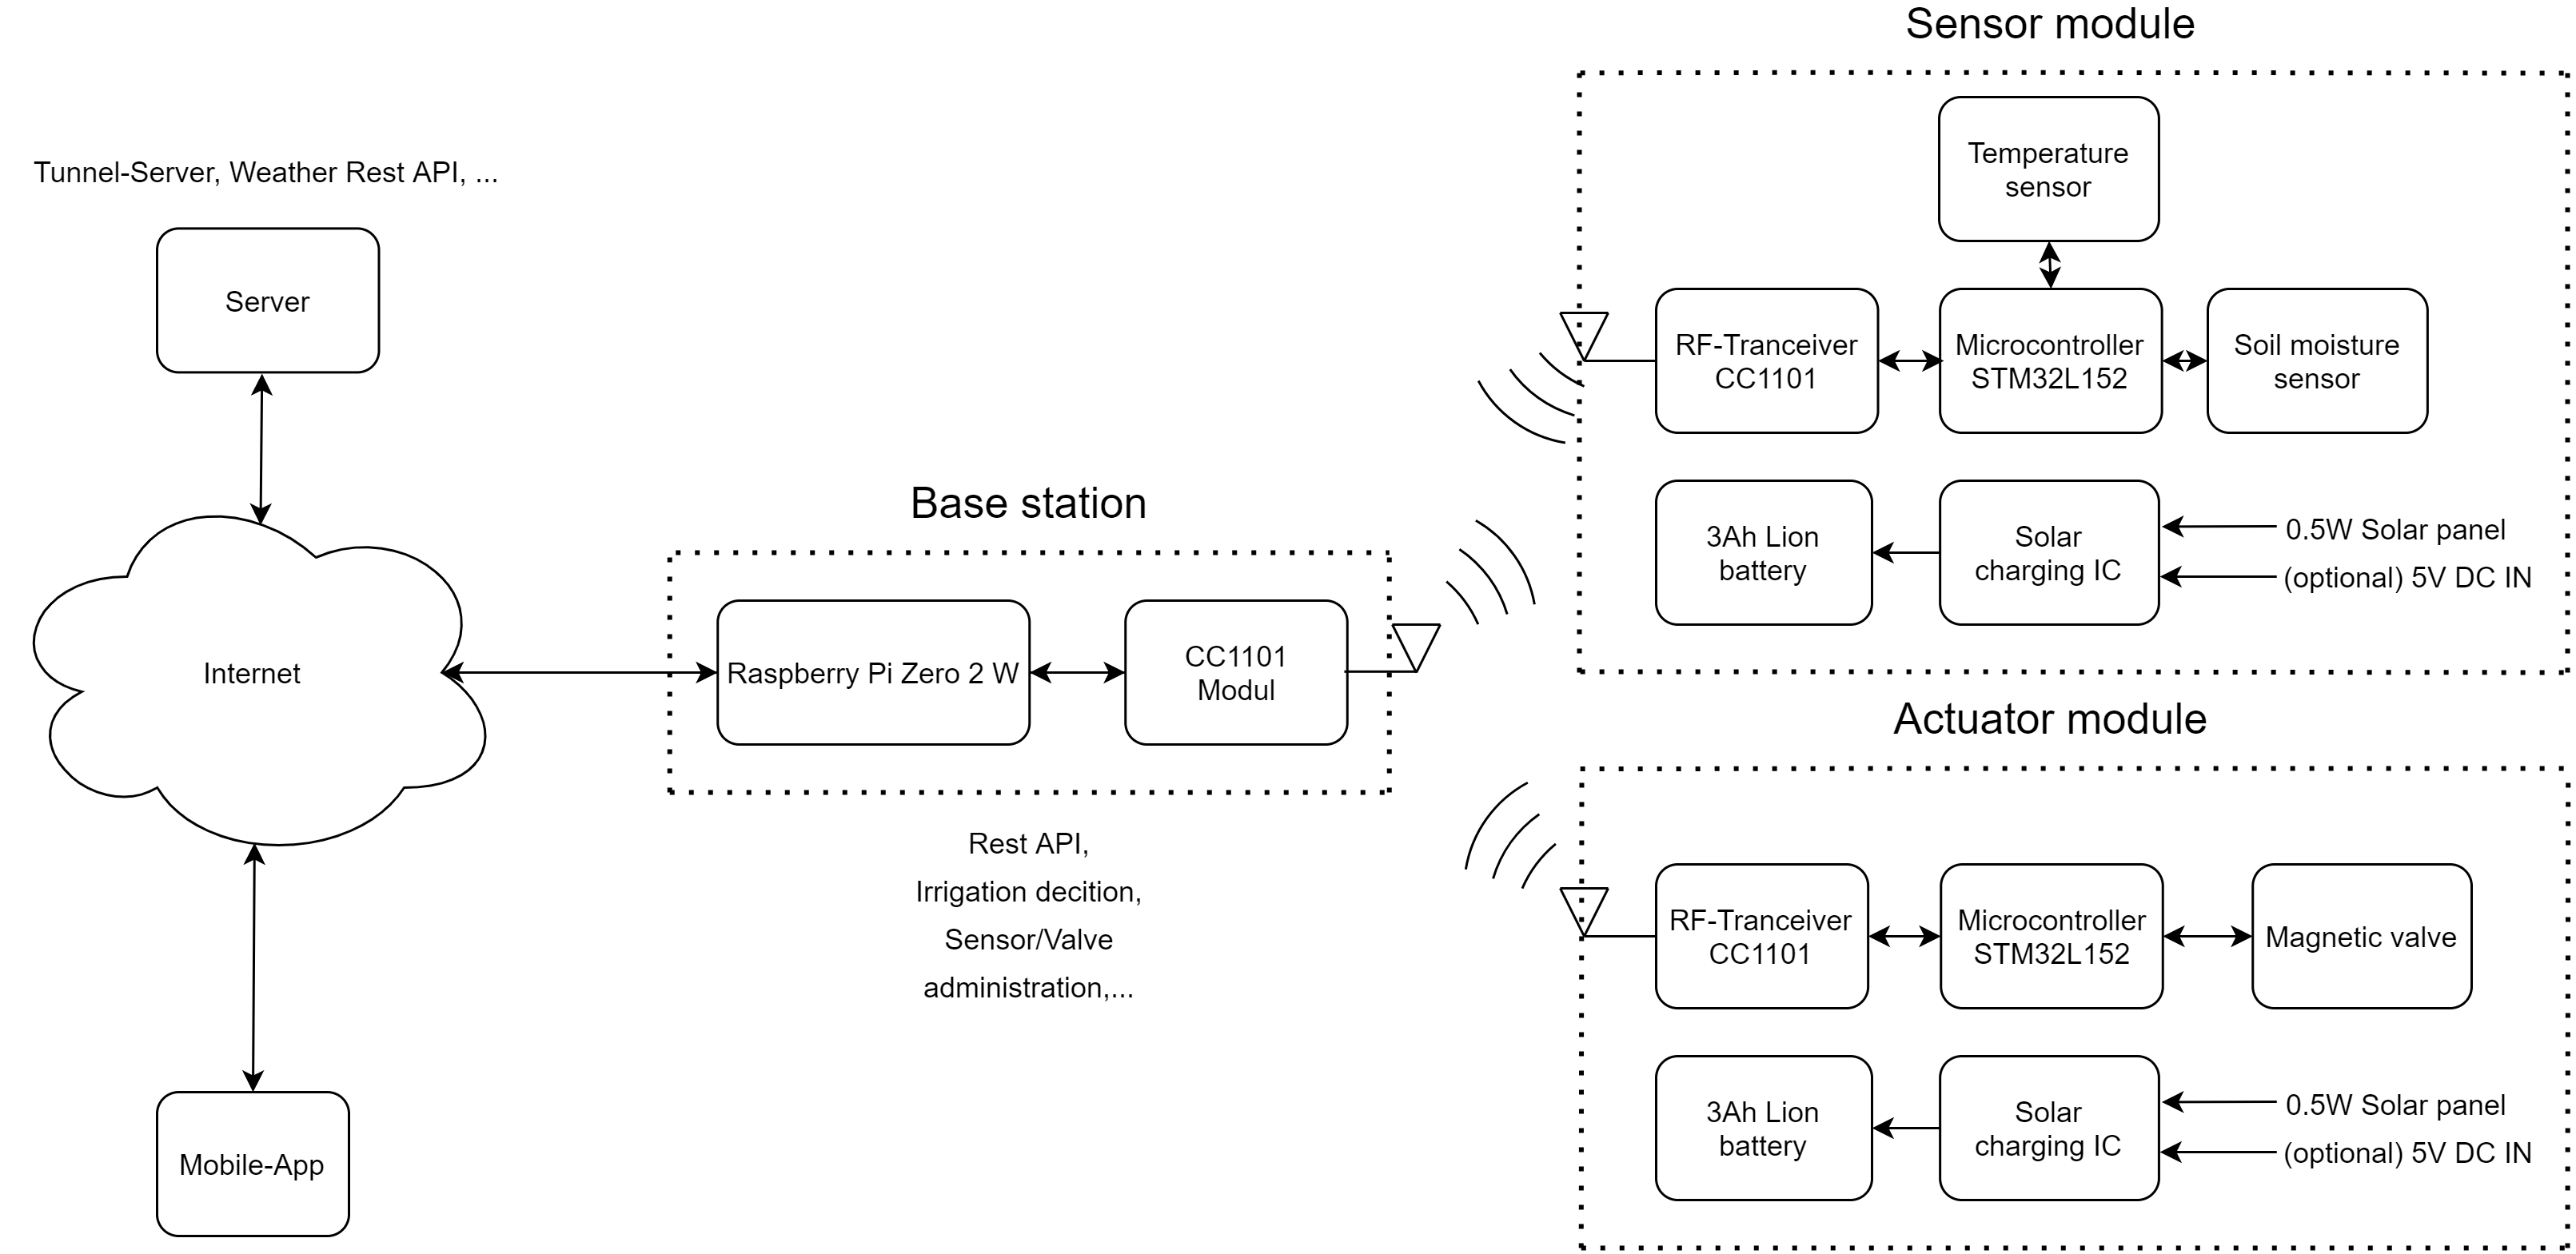 Sensor module
Tunnel-Server, Weather Rest API, ...
Server
Internet
Mobile-App
Base station
Raspberry Pi Zero 2 W
CC1101
Modul
Rest API,
Irrigation decition,
Sensor/Valve
administration,...
Temperature
sensor
RF-Tranceiver
CC1101
Microcontroller
STM32L152
Soil moisture
sensor
3Ah Lion
battery
Solar
charging IC
0.5W Solar panel
(optional) 5V DC IN
Actuator module
RF-Tranceiver
CC1101
Microcontroller
STM32L152
Magnetic valve
3Ah Lion
battery
Solar
charging IC
0.5W Solar panel
(optional) 5V DC IN